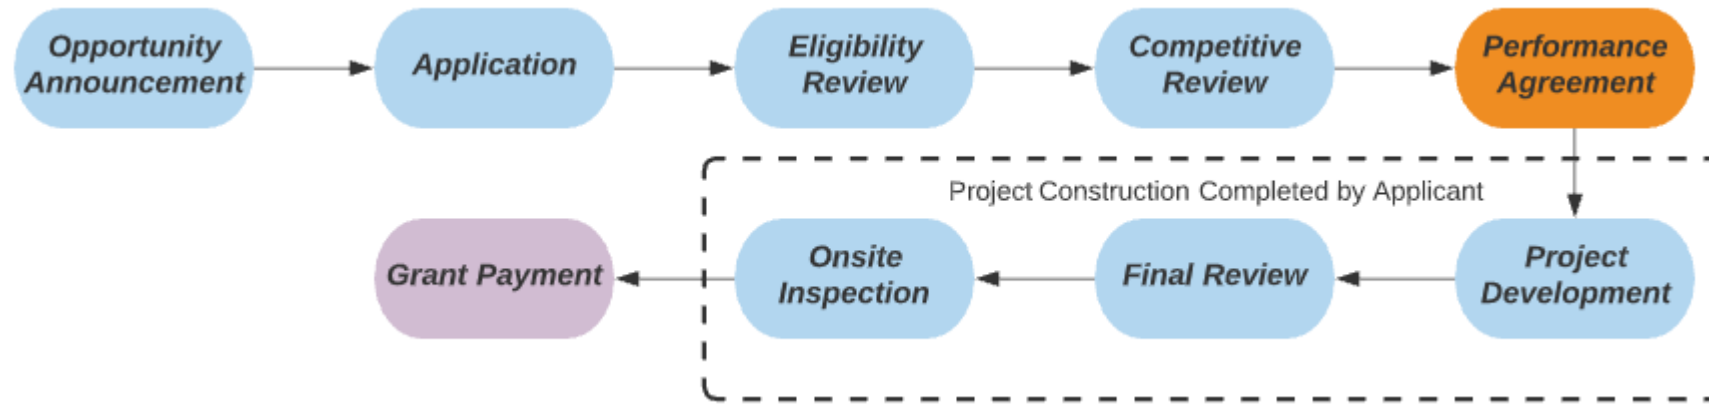 Opportunity
Announcement
Application
Eligibility
Review
Competitive
Review
Performance
Agreement
Project Construction Completed by Applicant
Grant Payment
Onsite
Inspection
Final Review
Project
Development